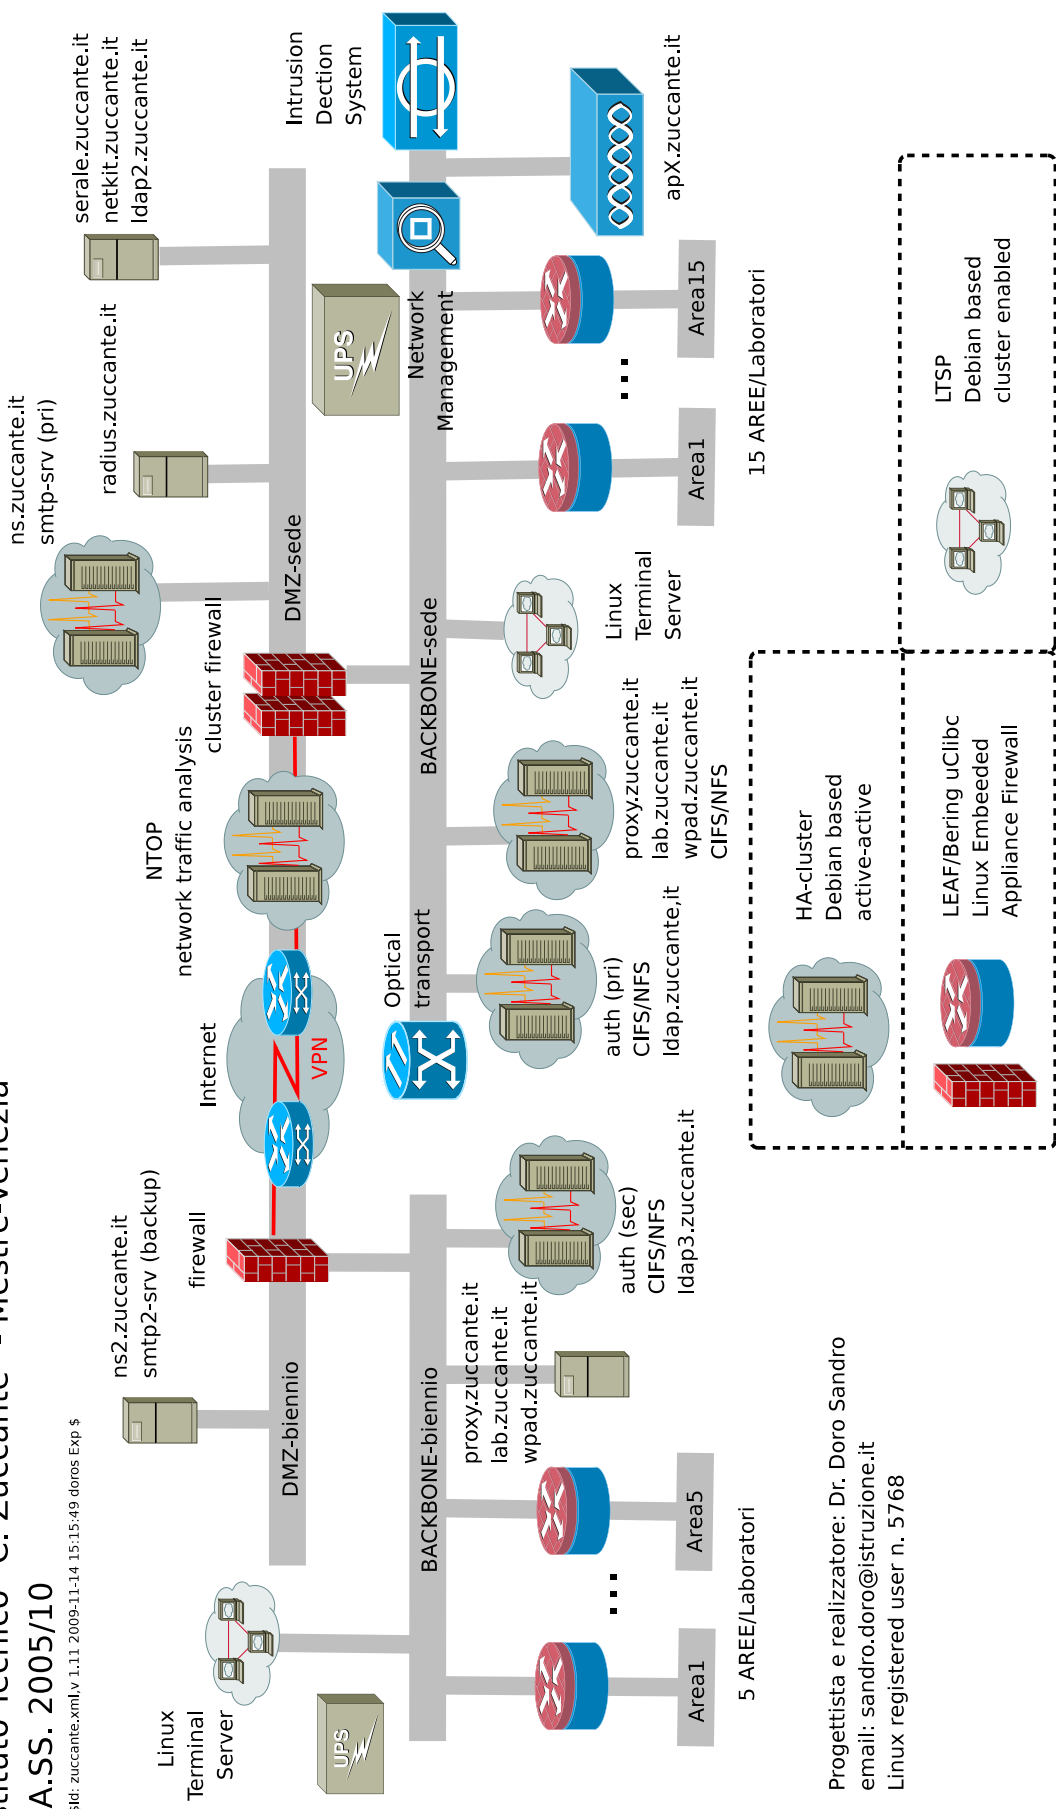 Istituto Tecnico "C. Zuccante" - Mestre-Venezia
A.SS. 2005/10
$Id: zuccante.xml,v 1.11 2009-11-14 15:15:49 doros Exp $
ns2.zuccante.it
smtp2-srv (backup)
firewall
Internet
VPN
NTOP
network traffic analysis
cluster firewall
ns.zuccante.it
smtp-srv (pri)
radius.zuccante.it
serale.zuccante.it
netkit.zuccante.it
ldap2.zuccante.it
DMZ-biennio
DMZ-sede
Linux
Terminal
Server
UPS
BACKBONE-biennio
proxy.zuccante.it
lab.zuccante.it
wpad.zuccante.it
auth (sec)
CIFS/NFS
ldap3.zuccante.it
Area1
...
Area5
5 AREE/Laboratori
Optical
transport
BACKBONE-sede
UPS
Network
Management
Intrusion
Dection
System
auth (pri)
CIFS/NFS
ldap.zuccante,it
proxy.zuccante.it
lab.zuccante.it
wpad.zuccante.it
CIFS/NFS
Linux
Terminal
Server
Area1
...
Area15
15 AREE/Laboratori
apX.zuccante.it
HA-cluster
Debian based
active-active
LEAF/Bering uClibc
Linux Embeeded
Appliance Firewall
LTSP
Debian based
cluster enabled
Progettista e realizzatore: Dr. Doro Sandro
email: sandro.doro@istruzione.it
Linux registered user n. 5768